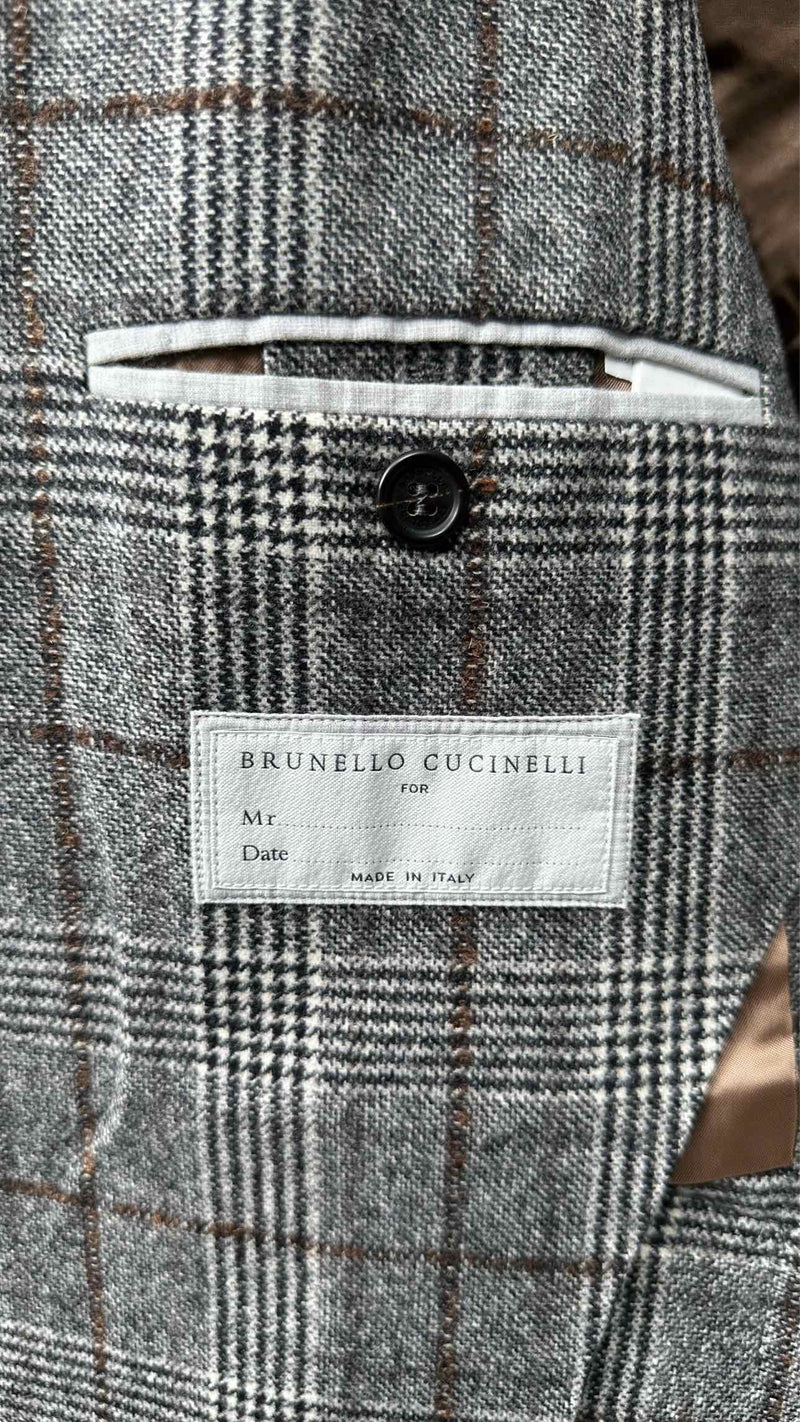 BRUNELLO CUCINELLI
FOR
Mr
Date
MADE IN ITALY